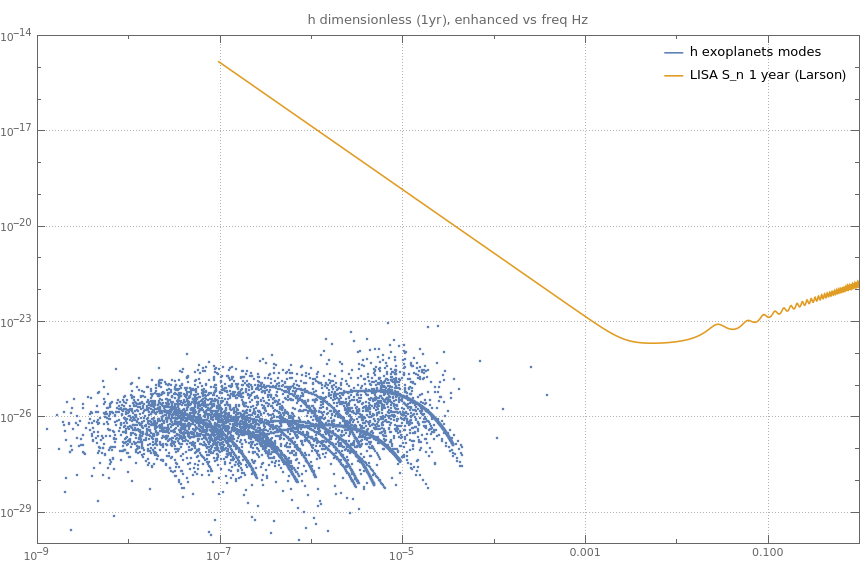 h dimensionless (1yr), enhanced vs freq Hz
h exoplanets modes
LISA S_n 1 year (Larson)
10⁻¹⁴
10⁻¹⁷
10⁻²⁰
10⁻²³
10⁻²⁶
10⁻²⁹
10⁻⁹ 10⁻⁷ 10⁻⁵ 0.001 0.100